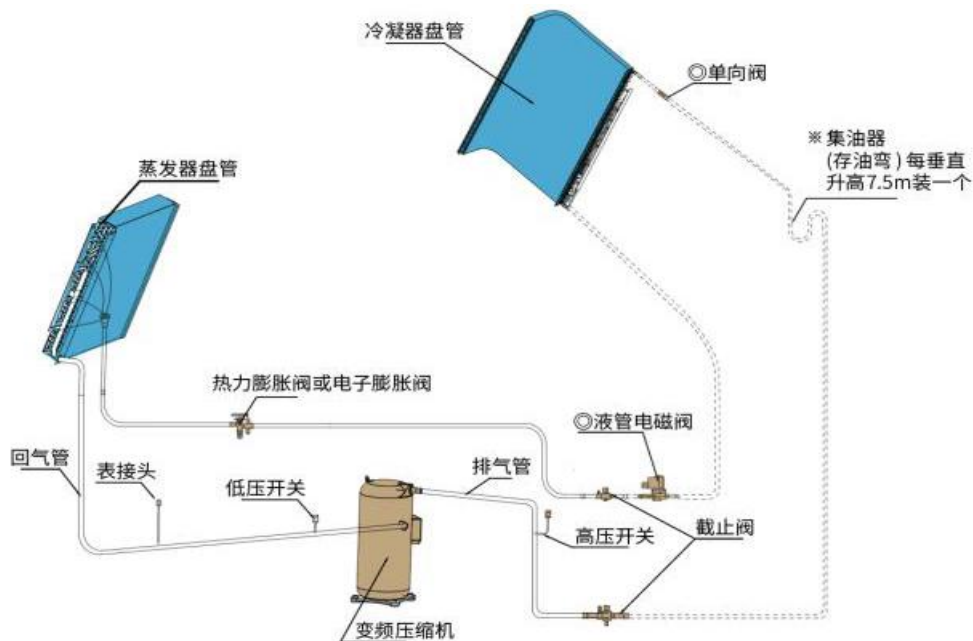 冷凝器盘管
◎单向阀
※集油器
(存油弯)每垂直
升高7.5m装一个
蒸发器盘管
热力膨胀阀或电子膨胀阀
◎液管电磁阀
回气管
表接头
低压开关
排气管
高压开关
截止阀
变频压缩机